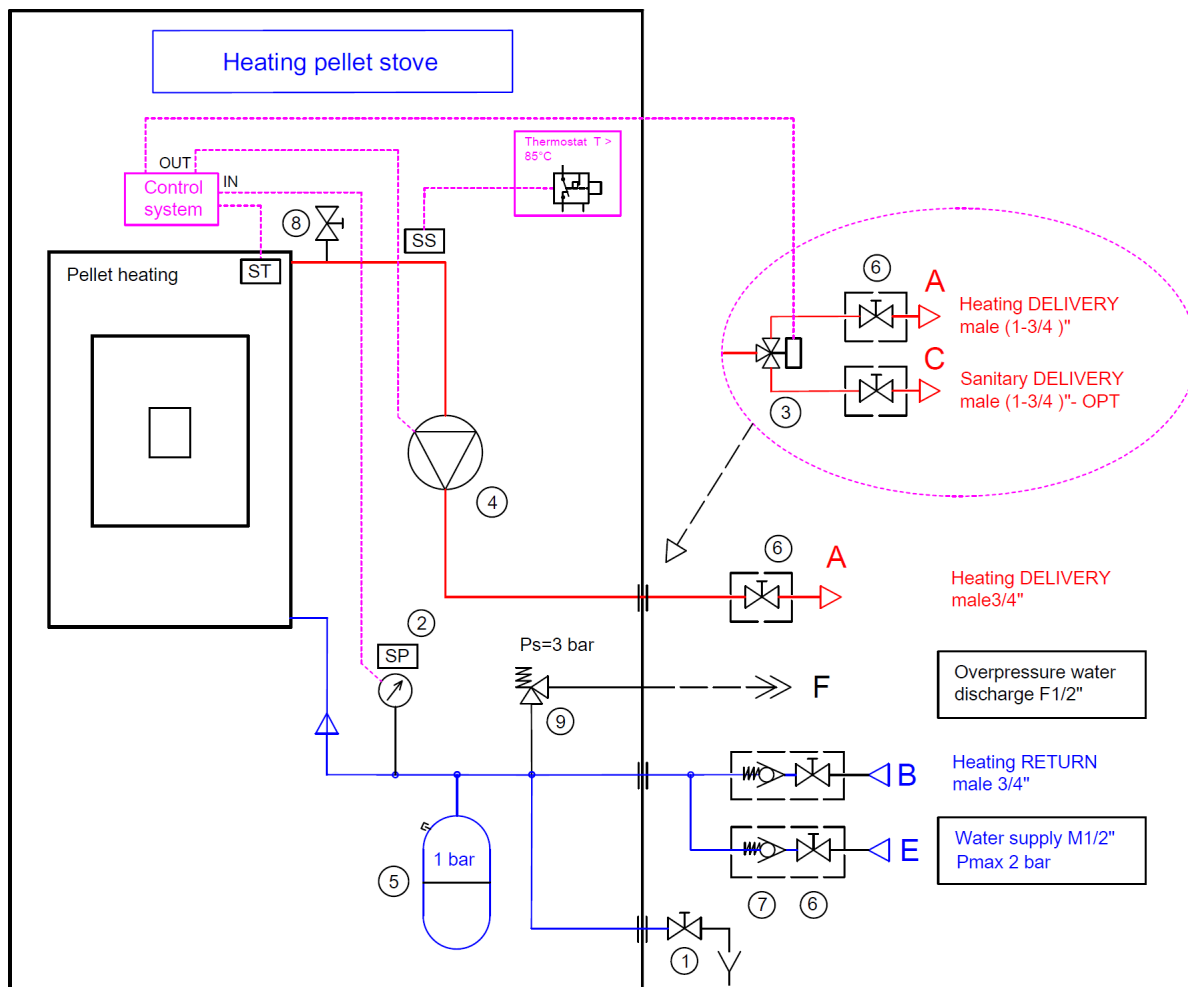 Heating pellet stove
Thermostat T >
85°C
OUT
IN
Control
system
8
SS
ST
Pellet heating
6
A
Heating DELIVERY
male (1-3/4 )"
C
Sanitary DELIVERY
male (1-3/4 )"- OPT
3
4
6
A
Heating DELIVERY
male3/4"
2
SP
Ps=3 bar
F
9
Overpressure water
discharge F1/2"
B
Heating RETURN
male 3/4"
E
Water supply M1/2"
Pmax 2 bar
1 bar
5
7
6
1